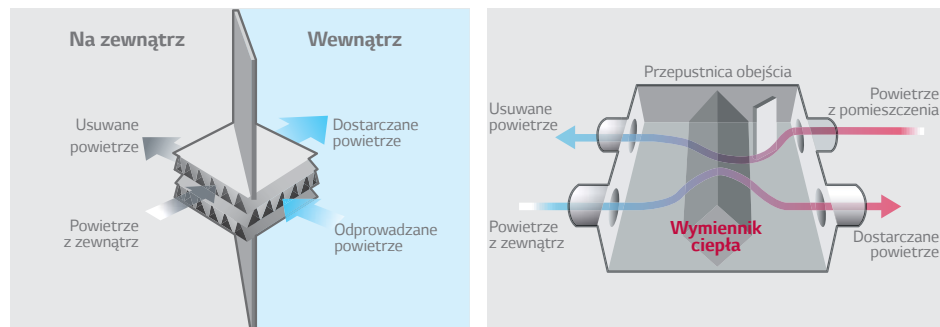 Na zewnątrz
Wewnątrz
Usuwane
powietrze
Dostarczane
powietrze
Powietrze
z zewnątrz
Odprowadzane
powietrze
Przepustnica obejścia
Usuwane
powietrze
Powietrze
z pomieszczenia
Powietrze
z zewnątrz
Wymiennik
ciepła
Dostarczane
powietrze